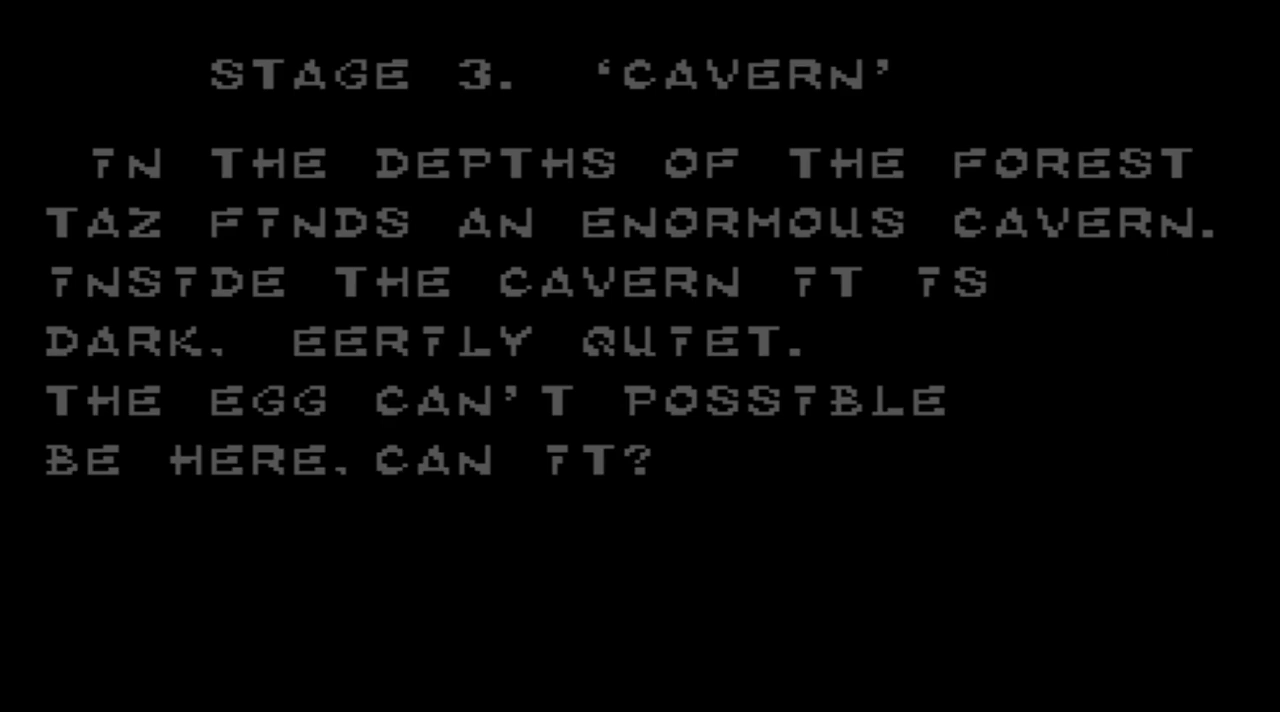 STAGE 3. ‘CAVERN’
IN THE DEPTHS OF THE FOREST
TAZ FINDS AN ENORMOUS CAVERN.
INSIDE THE CAVERN IT IS
DARK, EERILY QUIET.
THE EGG CAN’T POSSIBLE
BE HERE, CAN IT?